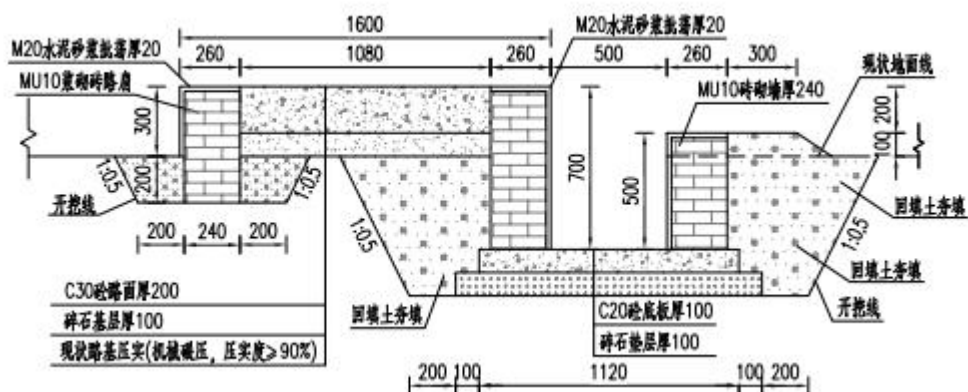 1600
M20水泥砂浆批荡厚20
M20水泥砂浆批荡厚20
260
1080
260
500
260
300
现状地面线
MU10浆砌砖路肩
MU10砖砌墙厚240
300
200
700
500
200
100
1:0.5
1:0.5
1:0.5
1:0.5
开挖线
回填土夯填
200
240
200
回填土夯填
C30砼路面厚200
回填土夯填
C20砼底板厚100
开挖线
碎石基层厚100
碎石垫层厚100
现状路基压实(机械碾压，压实度≥90%)
200
100
1120
100
200